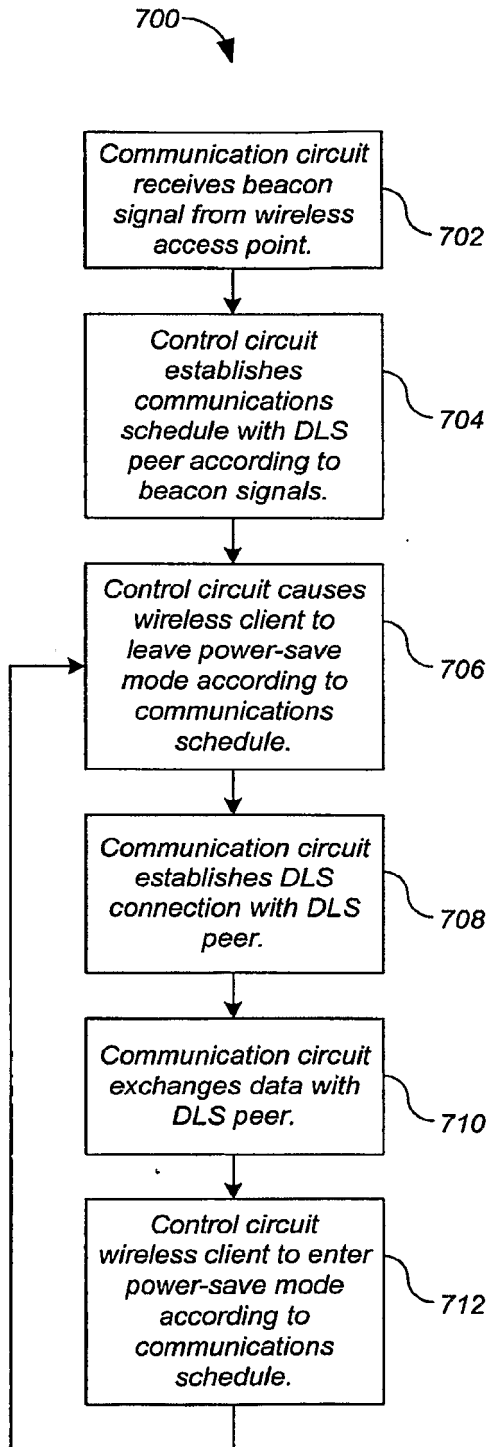 700
Communication circuit
receives beacon
signal from wireless
access point.
702
Control circuit
establishes
communications
schedule with DLS
peer according to
beacon signals.
704
Control circuit causes
wireless client to
leave power-save
mode according to
communications
schedule.
706
Communication circuit
establishes DLS
connection with DLS
peer.
708
Communication circuit
exchanges data with
DLS peer.
710
Control circuit
wireless client to enter
power-save mode
according to
communications
schedule.
712